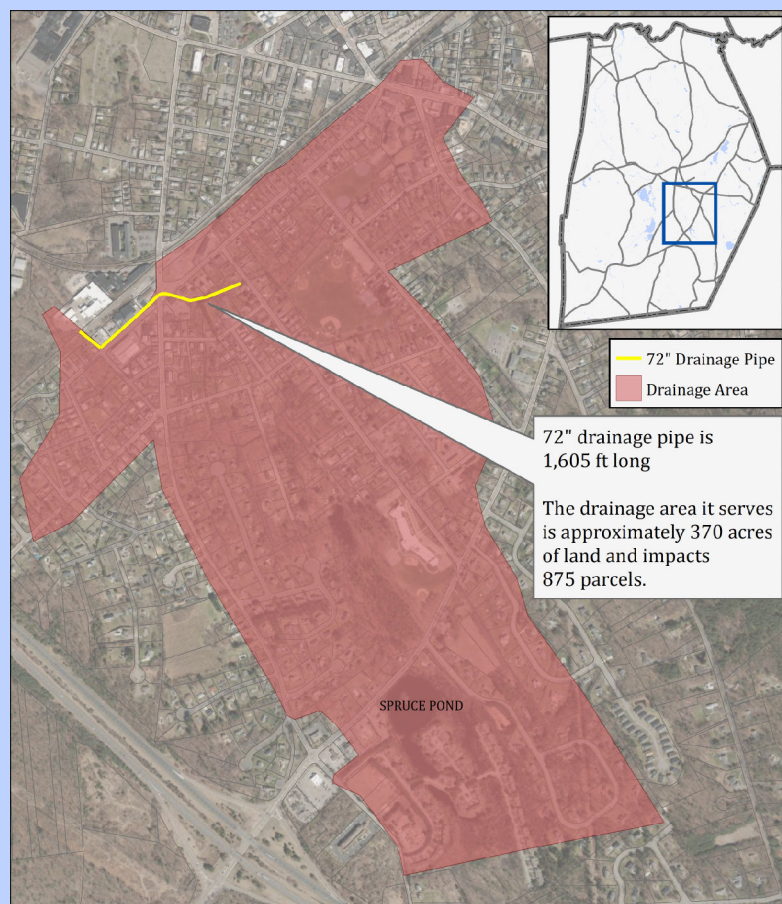 72" Drainage Pipe
Drainage Area
72" drainage pipe is
1,605 ft long
The drainage area it serves
is approximately 370 acres
of land and impacts
875 parcels.
SPRUCE POND